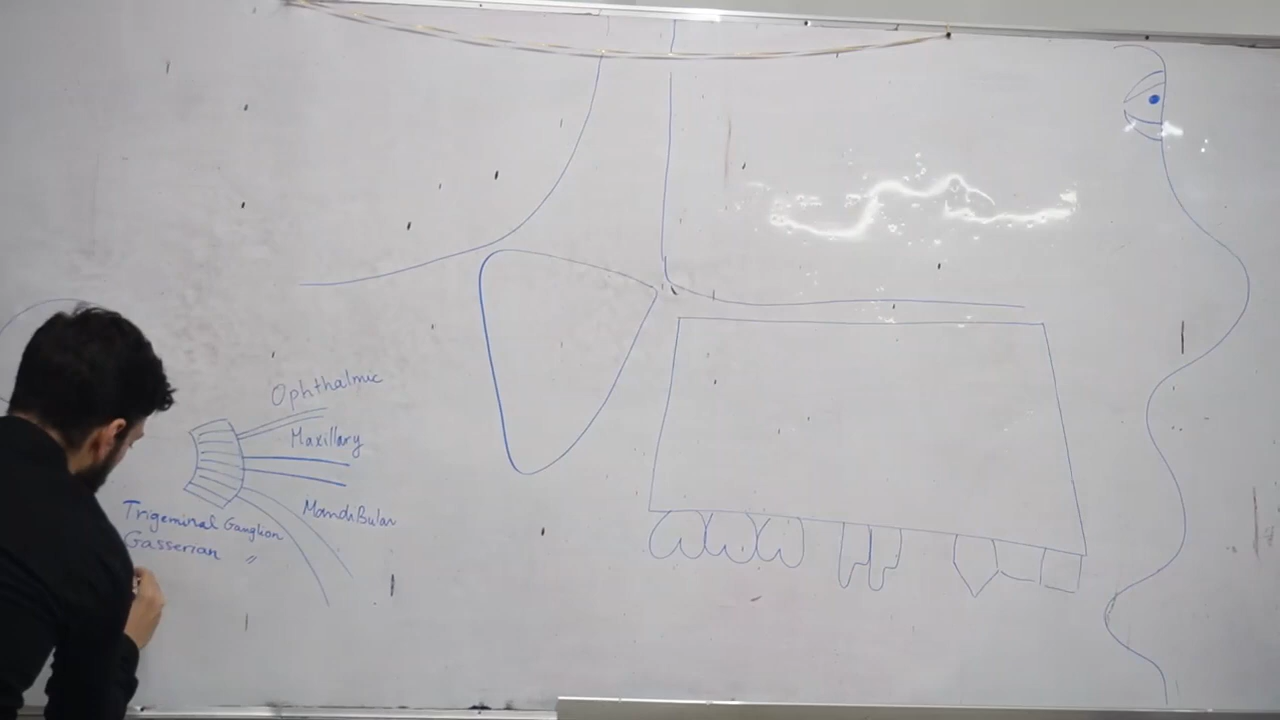 Ophthalmic
Maxillary
MandiBular
Trigeminal Ganglion
Gasserian "